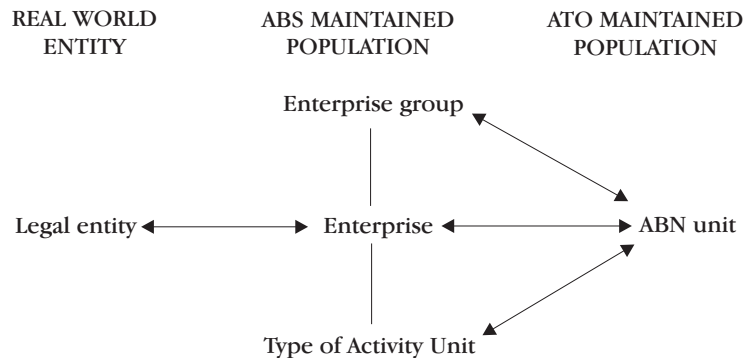 REAL WORLD
ENTITY
ABS MAINTAINED
POPULATION
ATO MAINTAINED
POPULATION
Enterprise group
Legal entity
Enterprise
ABN unit
Type of Activity Unit